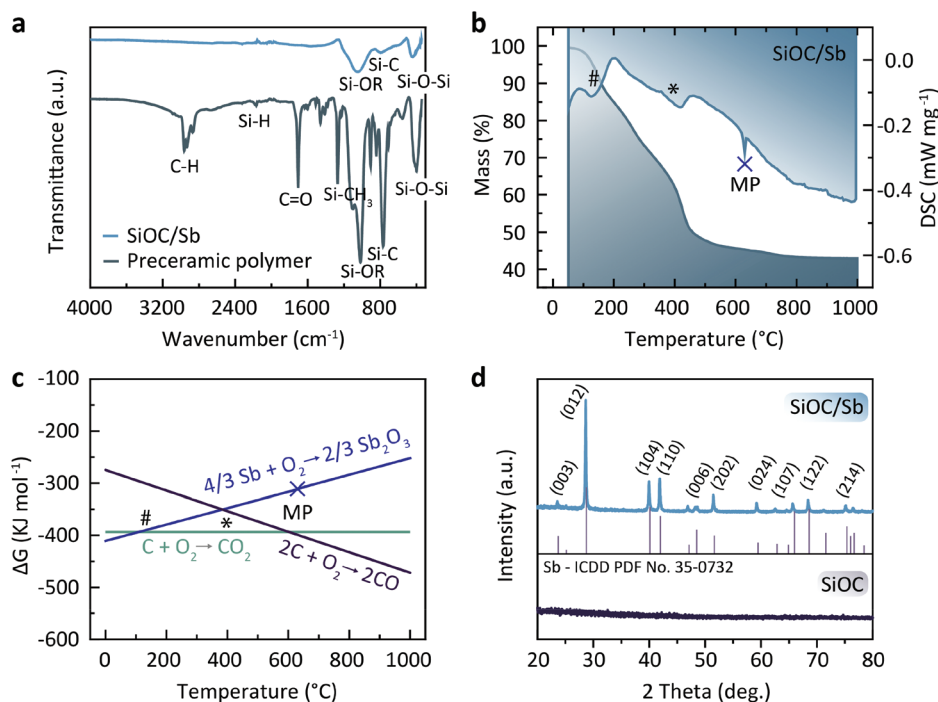 a
Transmittance (a.u.)
Si-C
Si-OR
Si-O-Si
Si-H
C-H
C=O
Si-CH₃
Si-O-Si
Si-C
Si-OR
SiOC/Sb
Preceramic polymer
4000 3200 2400 1600 800
Wavenumber (cm⁻¹)
b
SiOC/Sb
#
*
MP
Mass (%)
100
90
80
70
60
50
40
DSC (mW mg⁻¹)
0.0
-0.2
-0.4
-0.6
0 200 400 600 800 1000
Temperature (°C)
c
ΔG (KJ mol⁻¹)
-100
-200
-300
-400
-500
-600
4/3 Sb + O₂→2/3 Sb₂O₃
#
*
MP
C + O₂→CO₂
2C + O₂→2CO
0 200 400 600 800 1000
Temperature (°C)
d
Intensity (a.u.)
SiOC/Sb
(003)
(012)
(104)
(110)
(006)
(202)
(024)
(107)
(122)
(214)
Sb - ICDD PDF No. 35-0732
SiOC
20 30 40 50 60 70 80
2 Theta (deg.)